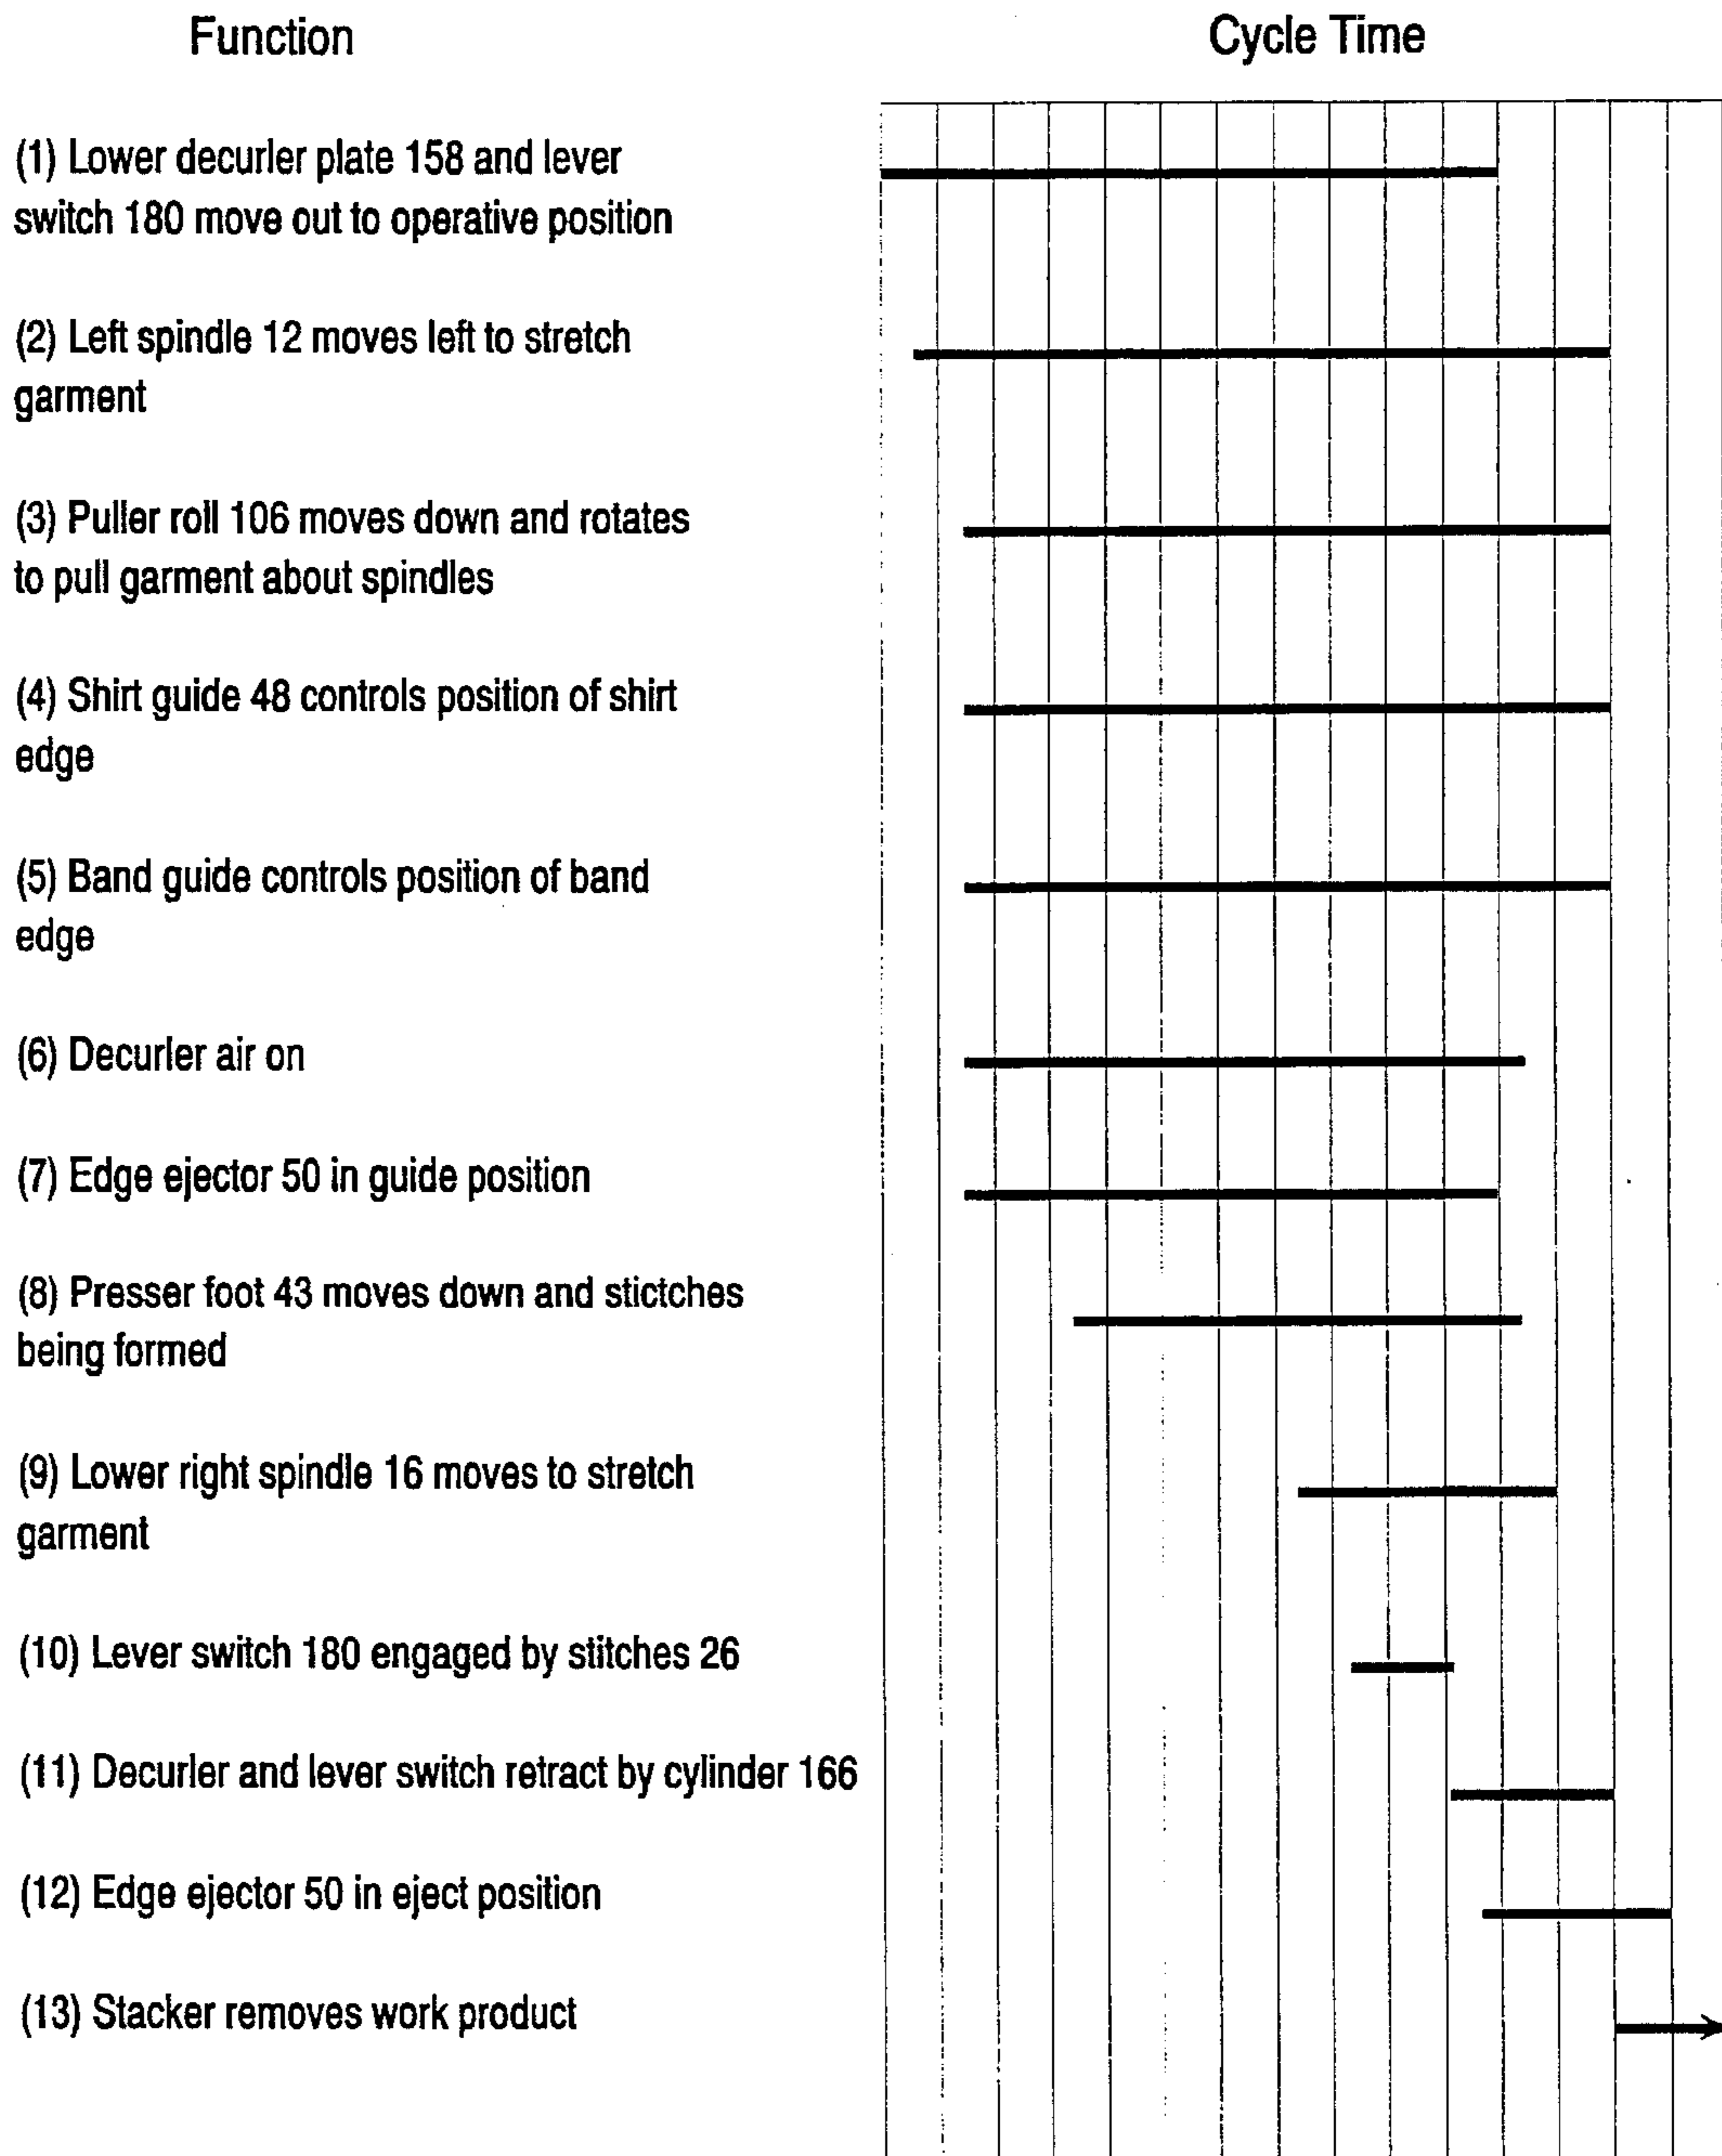 Function
Cycle Time
(1) Lower decurler plate 158 and lever
switch 180 move out to operative position
(2) Left spindle 12 moves left to stretch
garment
(3) Puller roll 106 moves down and rotates
to pull garment about spindles
(4) Shirt guide 48 controls position of shirt
edge
(5) Band guide controls position of band
edge
(6) Decurler air on
(7) Edge ejector 50 in guide position
(8) Presser foot 43 moves down and stictches
being formed
(9) Lower right spindle 16 moves to stretch
garment
(10) Lever switch 180 engaged by stitches 26
(11) Decurler and lever switch retract by cylinder 166
(12) Edge ejector 50 in eject position
(13) Stacker removes work product